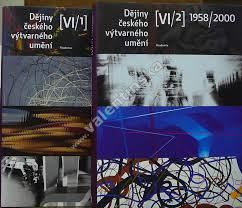 Dějiny
českého
výtvarného
umění
[VI/1]
Academia
Dějiny
českého
výtvarného
umění
[VI/2] 1958/2000
Academia